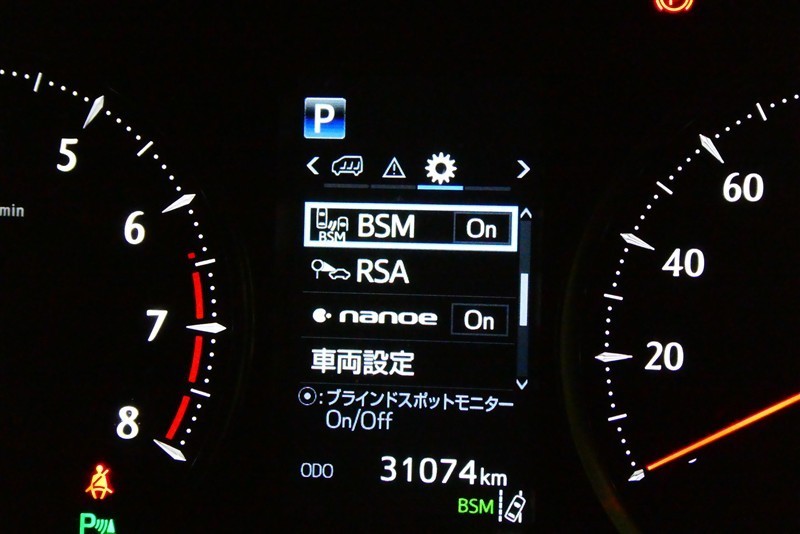 P
5
6
7
8
min
BSM
BSM On
RSA
nanoe On
車両設定
:ブラインドスポットモニター
On/Off
ODO 31074km
BSM
P
60
40
20